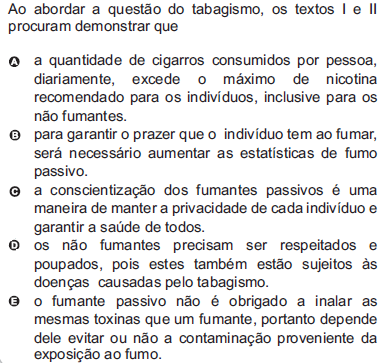 Ao abordar a questão do tabagismo, os textos I e II
procuram demonstrar que
A a quantidade de cigarros consumidos por pessoa,
diariamente, excede o máximo de nicotina
recomendado para os indivíduos, inclusive para os
não fumantes.
B para garantir o prazer que o indivíduo tem ao fumar,
será necessário aumentar as estatísticas de fumo
passivo.
C a conscientização dos fumantes passivos é uma
maneira de manter a privacidade de cada indivíduo e
garantir a saúde de todos.
D os não fumantes precisam ser respeitados e
poupados, pois estes também estão sujeitos às
doenças causadas pelo tabagismo.
E o fumante passivo não é obrigado a inalar as
mesmas toxinas que um fumante, portanto depende
dele evitar ou não a contaminação proveniente da
exposição ao fumo.